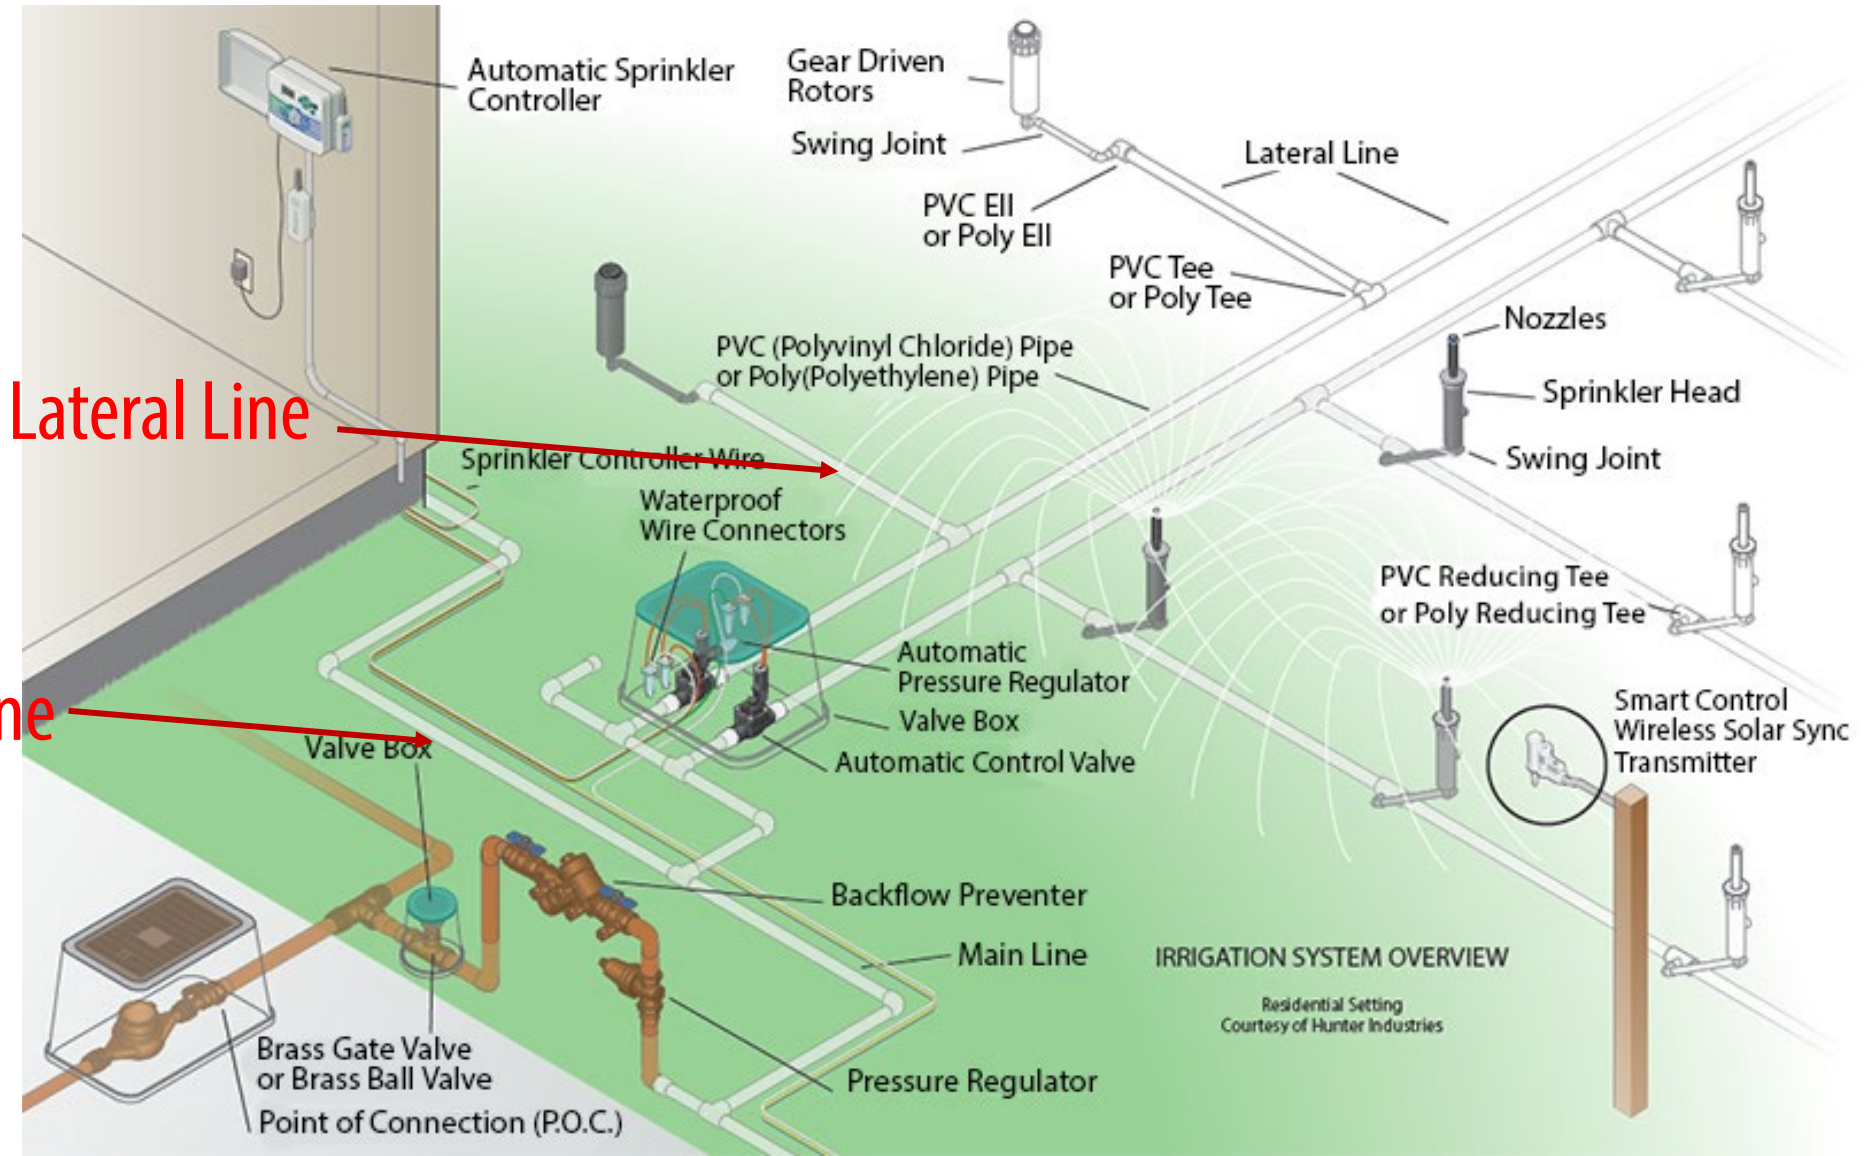 Automatic Sprinkler
Controller
Gear Driven
Rotors
Swing Joint
Lateral Line
PVC Ell
or Poly Ell
PVC Tee
or Poly Tee
Nozzles
PVC (Polyvinyl Chloride) Pipe
or Poly(Polyethylene) Pipe
Sprinkler Head
Lateral Line
Sprinkler Controller Wire
Swing Joint
Waterproof
Wire Connectors
PVC Reducing Tee
or Poly Reducing Tee
Automatic
Pressure Regulator
Smart Control
Wireless Solar Sync
Transmitter
Valve Box
Valve Box
Automatic Control Valve
Backflow Preventer
Main Line
IRRIGATION SYSTEM OVERVIEW
Residential Setting
Courtesy of Hunter Industries
Brass Gate Valve
or Brass Ball Valve
Pressure Regulator
Point of Connection (P.O.C.)